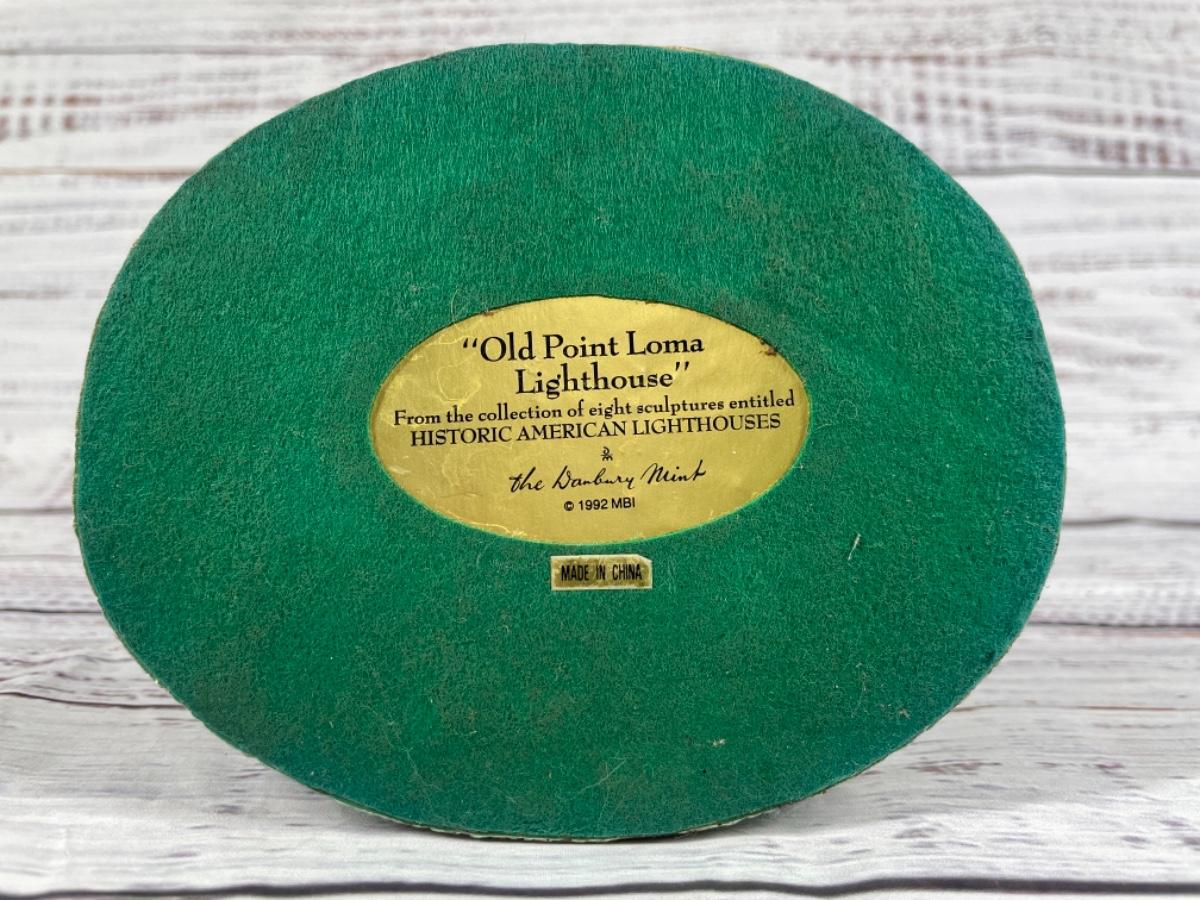 “Old Point Loma
Lighthouse”
From the collection of eight sculptures entitled
HISTORIC AMERICAN LIGHTHOUSES
the Danbury Mint
© 1992 MBI
MADE IN CHINA